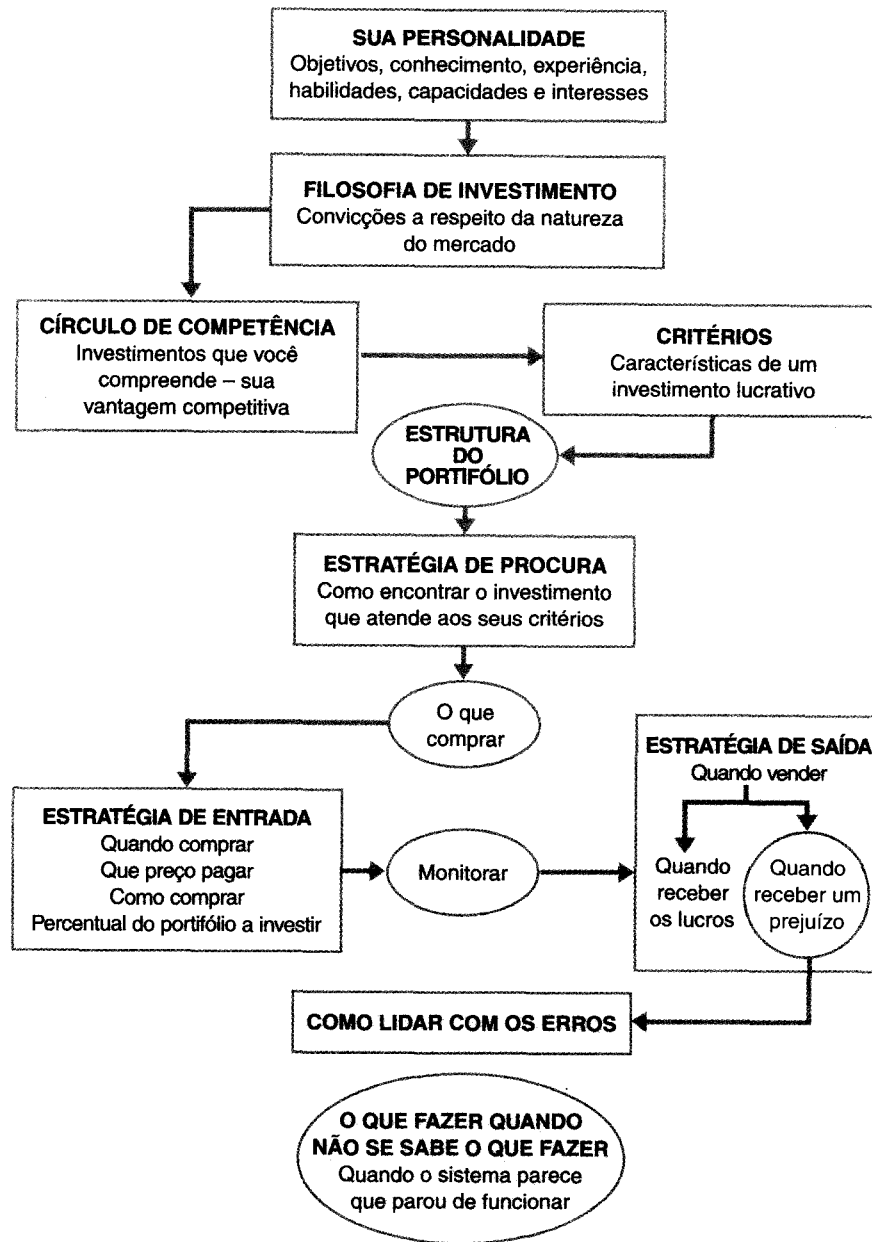 SUA PERSONALIDADE
Objetivos, conhecimento, experiência,
habilidades, capacidades e interesses
FILOSOFIA DE INVESTIMENTO
Convicções a respeito da natureza
do mercado
CÍRCULO DE COMPETÊNCIA
Investimentos que você
compreende – sua
vantagem competitiva
CRITÉRIOS
Características de um
investimento lucrativo
ESTRUTURA
DO
PORTIFÓLIO
ESTRATÉGIA DE PROCURA
Como encontrar o investimento
que atende aos seus critérios
O que
comprar
ESTRATÉGIA DE ENTRADA
Quando comprar
Que preço pagar
Como comprar
Percentual do portifólio a investir
Monitorar
ESTRATÉGIA DE SAÍDA
Quando vender
Quando
receber
os lucros
Quando
receber um
prejuízo
COMO LIDAR COM OS ERROS
O QUE FAZER QUANDO
NÃO SE SABE O QUE FAZER
Quando o sistema parece
que parou de funcionar